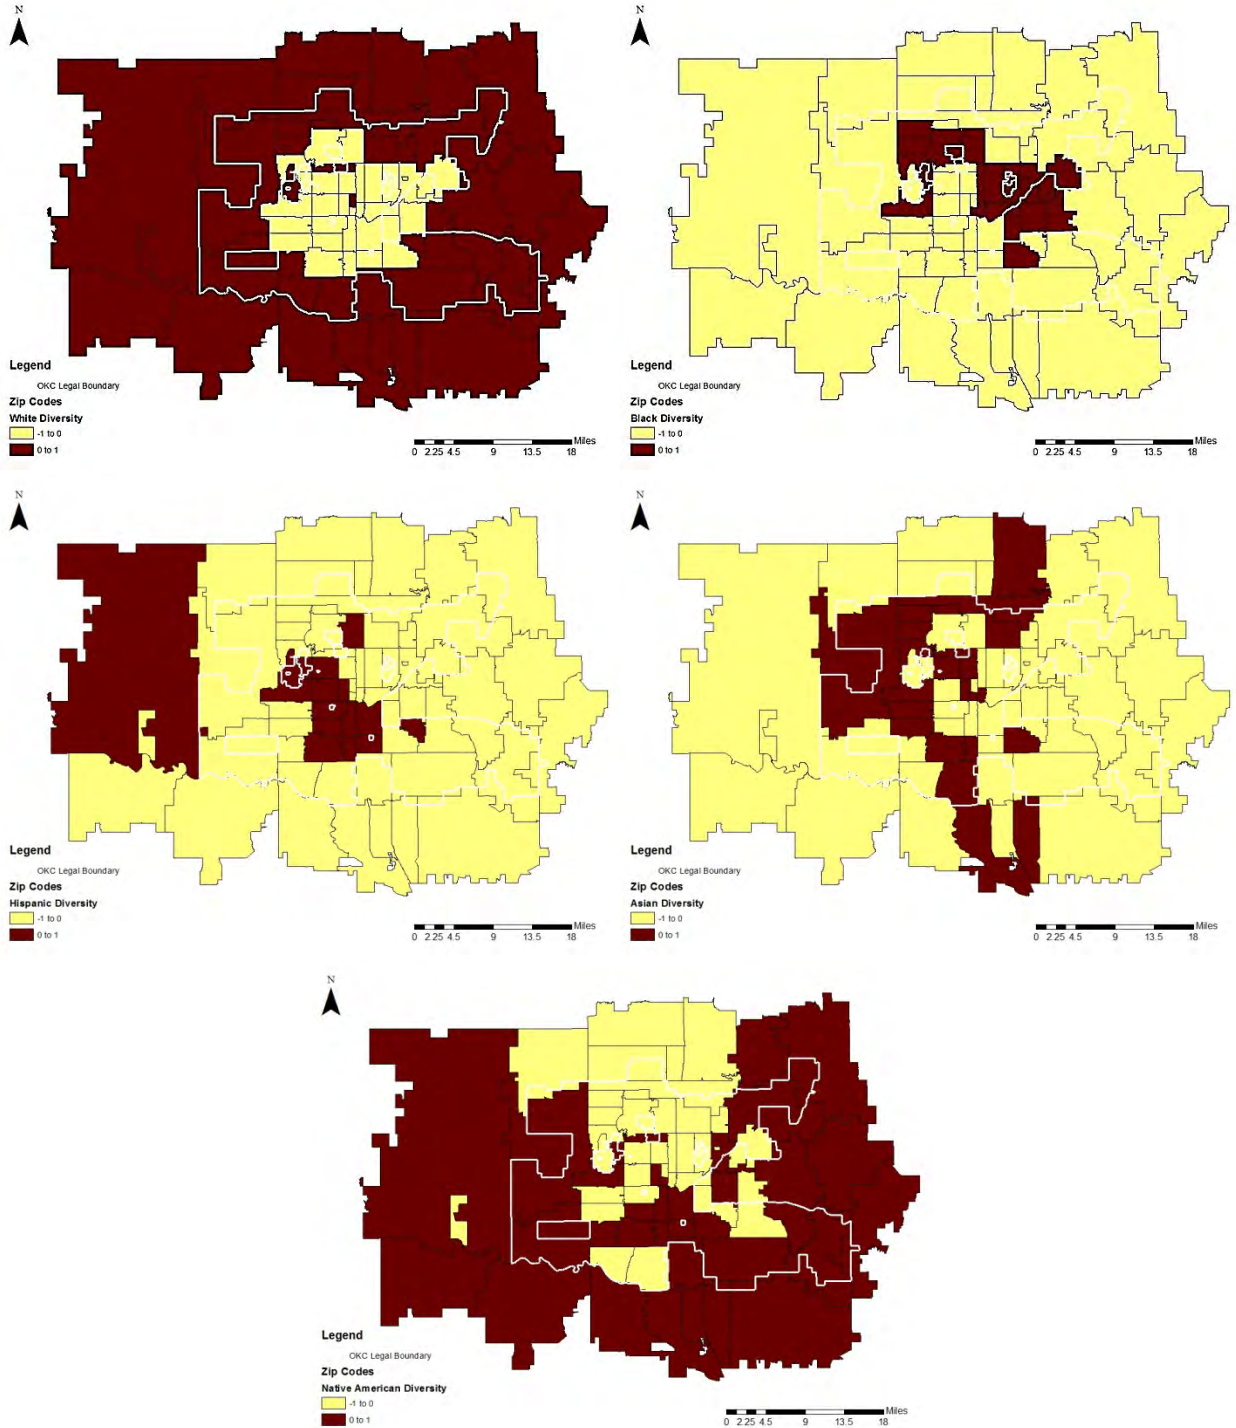 N
Legend
OKC Legal Boundary
Zip Codes
White Diversity
-1 to 0
0 to 1
Miles
0 2.25 4.5 9 13.5 18
N
Legend
OKC Legal Boundary
Zip Codes
Black Diversity
-1 to 0
0 to 1
Miles
0 2.25 4.5 9 13.5 18
N
Legend
OKC Legal Boundary
Zip Codes
Hispanic Diversity
-1 to 0
0 to 1
Miles
0 2.25 4.5 9 13.5 18
N
Legend
OKC Legal Boundary
Zip Codes
Asian Diversity
-1 to 0
0 to 1
Miles
0 2.25 4.5 9 13.5 18
N
Legend
OKC Legal Boundary
Zip Codes
Native American Diversity
-1 to 0
0 to 1
Miles
0 2.25 4.5 9 13.5 18